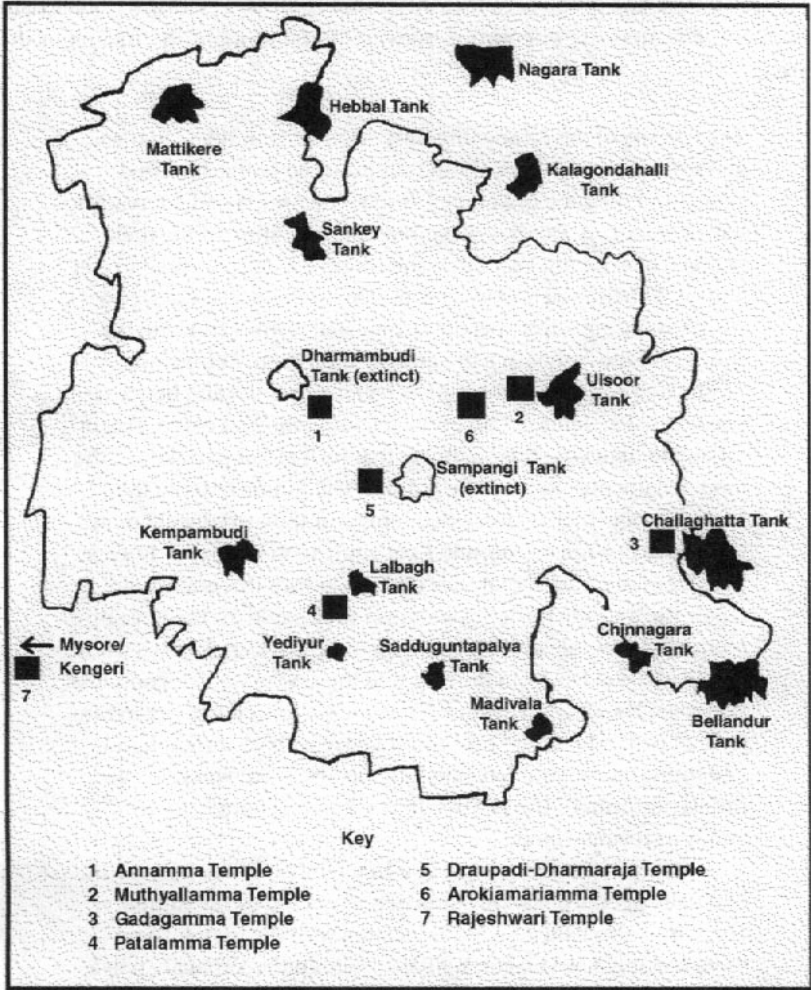 Nagara Tank
Hebbal Tank
Mattikere
Tank
Kalagondahalli
Tank
Sankey
Tank
Dharmambudi
Tank (extinct)
Ulsoor
Tank
1
6
2
Sampangi Tank
(extinct)
5
Challaghatta Tank
3
Kempambudi
Tank
Lalbagh
Tank
4
Mysore/
Kengeri
7
Yediyur
Tank
Sadduguntapalya
Tank
Chinnagara
Tank
Madivala
Tank
Bellandur
Tank
Key
1 Annamma Temple
2 Muthyallamma Temple
3 Gadagamma Temple
4 Patalamma Temple
5 Draupadi-Dharmaraja Temple
6 Arokiamariamma Temple
7 Rajeshwari Temple